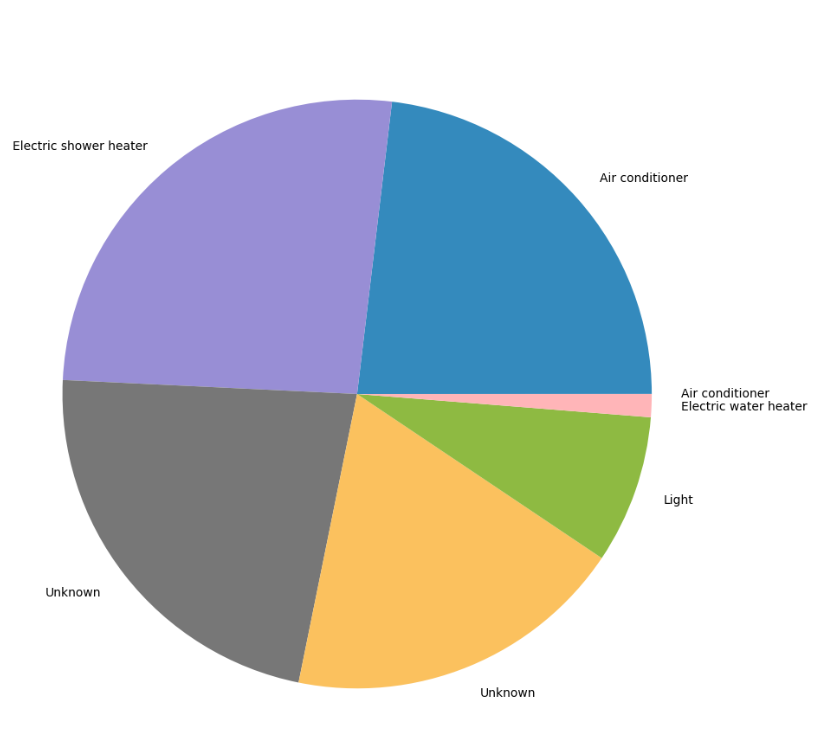 Electric shower heater
Air conditioner
Air conditioner
Electric water heater
Light
Unknown
Unknown